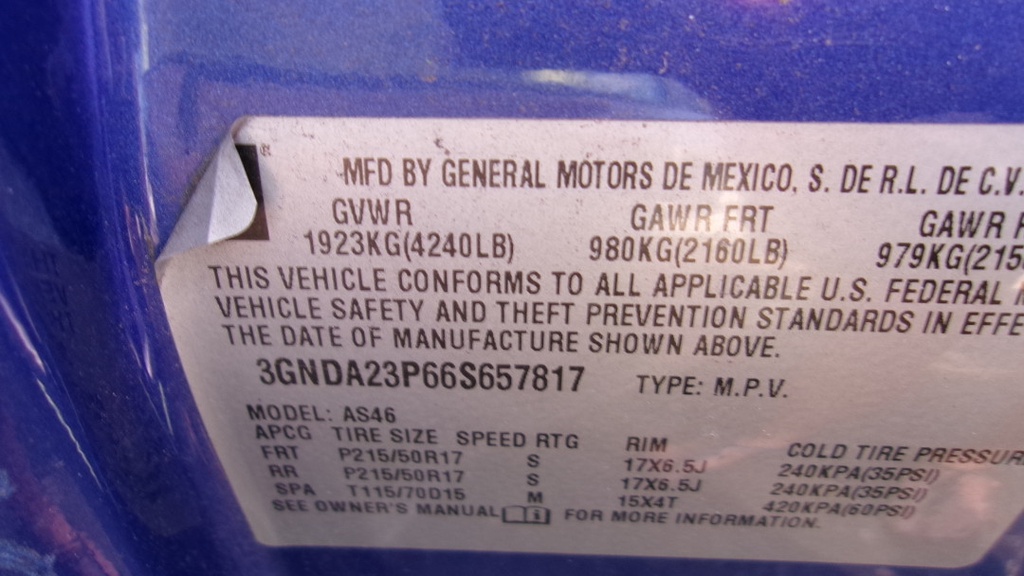 MFD BY GENERAL MOTORS DE MEXICO, S. DE R.L. DE C.V.
GVWR GAWR FRT GAWR
1923KG(4240LB) 980KG(2160LB) 979KG(215
THIS VEHICLE CONFORMS TO ALL APPLICABLE U.S. FEDERAL
VEHICLE SAFETY AND THEFT PREVENTION STANDARDS IN EFFE
THE DATE OF MANUFACTURE SHOWN ABOVE.
3GNDA23P66S657817 TYPE: M.P.V.
MODEL: AS46
APCG TIRE SIZE SPEED RTG RIM COLD TIRE PRESSUR
FRT P215/50R17 S 17X6.5J 240KPA(35PSI)
RR P215/50R17 S 17X6.5J 240KPA(35PSI)
SPA T115/70D15 M 15X4T 420KPA(60PSI)
SEE OWNER'S MANUAL FOR MORE INFORMATION.